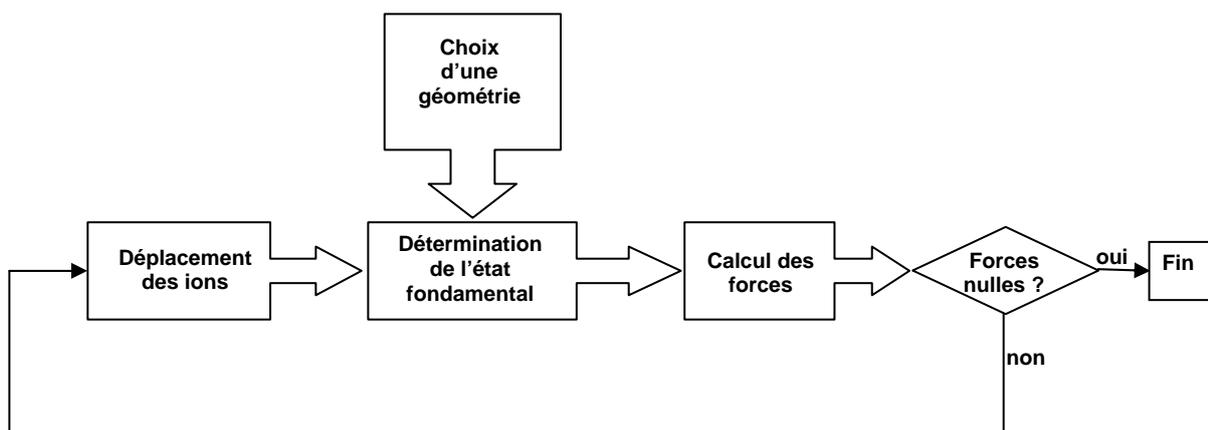 Choix
d’une
géométrie
Déplacement
des ions
Détermination
de l’état
fondamental
Calcul des
forces
Forces
nulles ?
oui
Fin
non